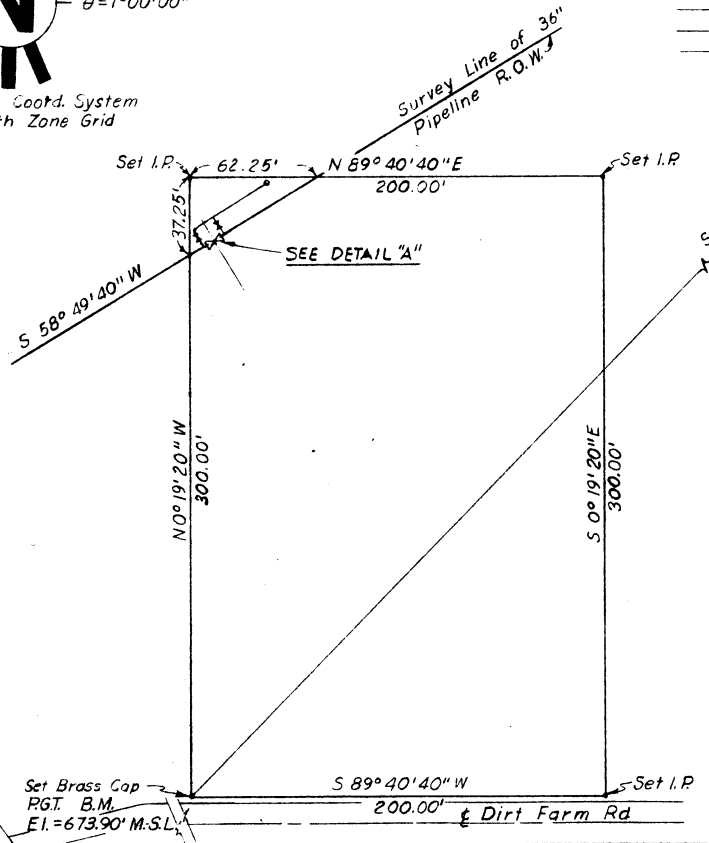 θ=1°00'00"
N
Coord. System
th Zone Grid
Survey Line of 36"
Pipeline R.O.W.
Set I.P.
62.25'
N 89° 40' 40" E
200.00'
Set I.P.
37.25'
SEE DETAIL "A"
S 58° 49' 40" W
N 0° 19' 20" W
300.00'
S 0° 19' 20" E
300.00'
Set Brass Cap
P.G.T. B.M.
El. = 673.90' M.S.L.
S 89° 40' 40" W
200.00'
Set I.P.
℄ Dirt Farm Rd